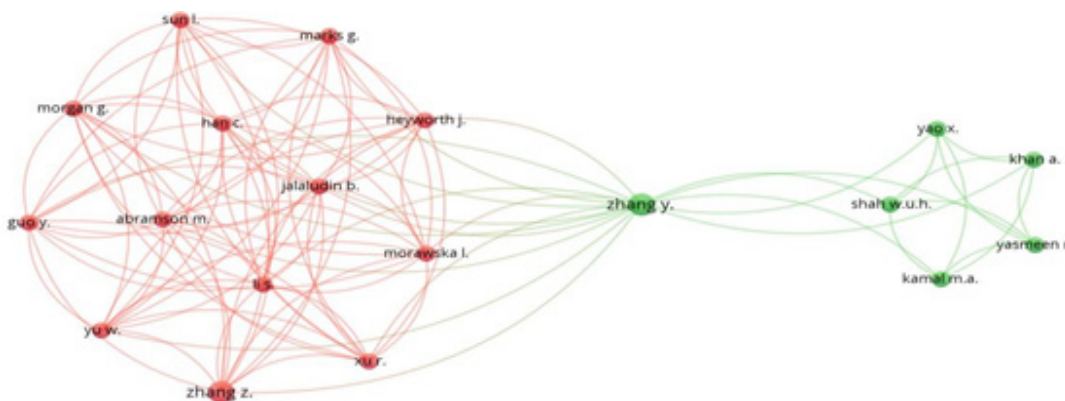 sun l.
marks g.
morgan g.
han c.
heyworth j.
yao x.
khan a.
jalaludin b.
zhang y.
shah w.u.h.
guo y.
abramson m.
morawska l.
yasmeen
kamal m.a.
li s.
yu w.
xu r.
zhang z.